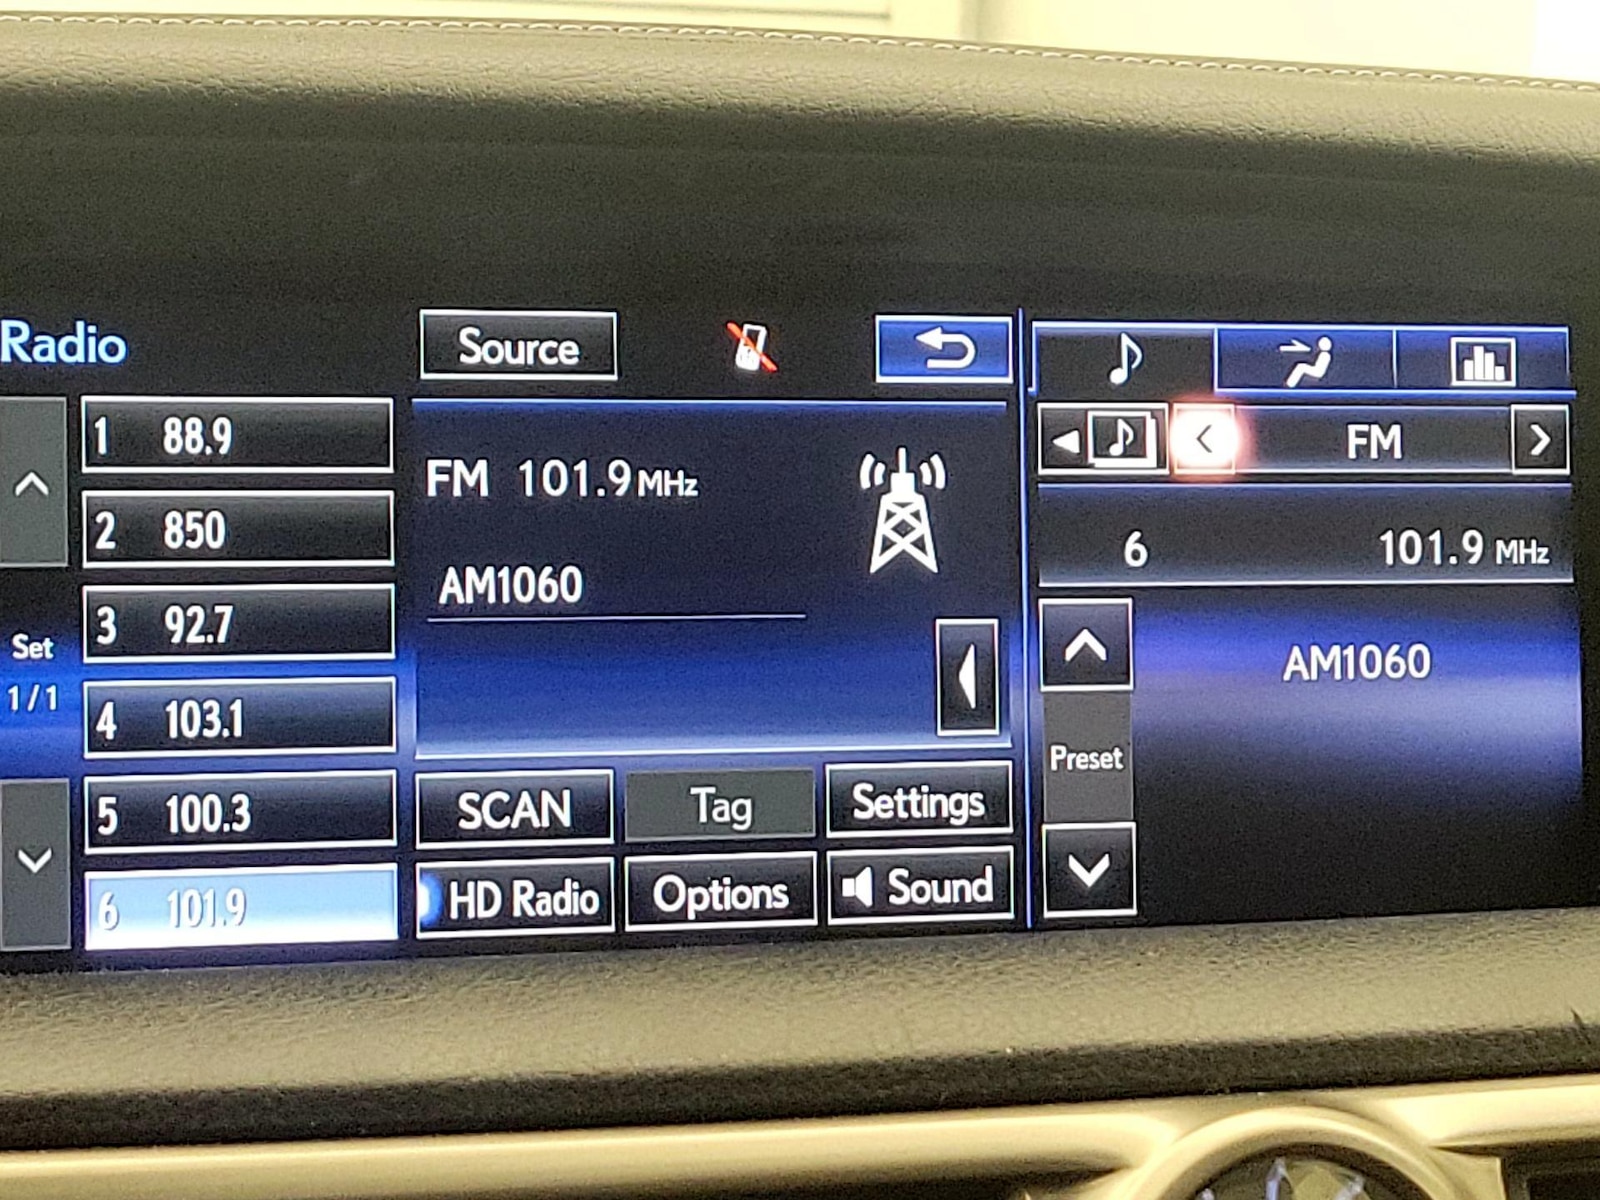 Radio
Source
1 88.9
2 850
3 92.7
4 103.1
5 100.3
6 101.9
Set
1/1
FM 101.9 MHz
AM1060
SCAN
Tag
Settings
HD Radio
Options
Sound
FM
6 101.9 MHz
AM1060
Preset